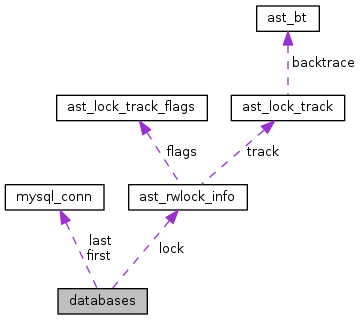 ast_bt
backtrace
ast_lock_track_flags
ast_lock_track
flags
track
mysql_conn
ast_rwlock_info
last
first
lock
databases